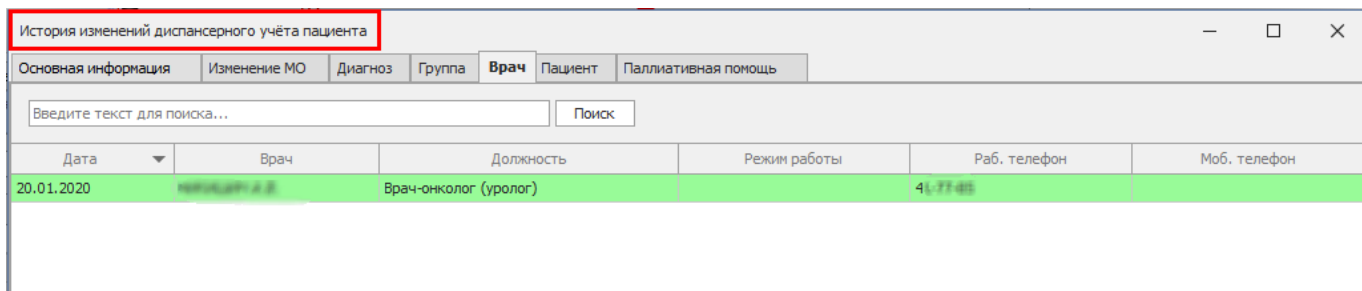 История изменений диспансерного учёта пациента
Основная информация Изменение МО Диагноз Группа Врач Пациент Паллиативная помощь
Введите текст для поиска... Поиск
Дата Врач Должность Режим работы Раб. телефон Моб. телефон
20.01.2020 Врач-онколог (уролог)